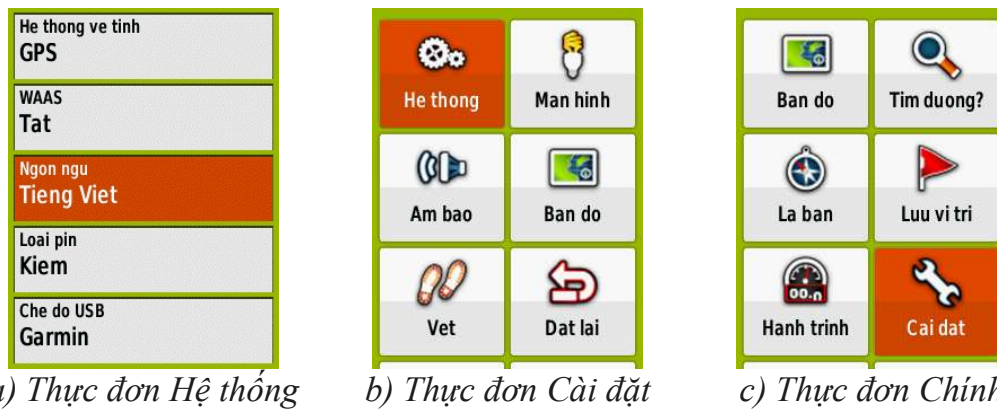 He thong ve tinh
GPS
WAAS
Tat
Ngon ngu
Tieng Viet
Loai pin
Kiem
Che do USB
Garmin
a) Thực đơn Hệ thống
He thong
Man hinh
Am bao
Ban do
Vet
Dat lai
b) Thực đơn Cài đặt
Ban do
Tim duong?
La ban
Luu vi tri
00.0
Hanh trinh
Cai dat
c) Thực đơn Chính